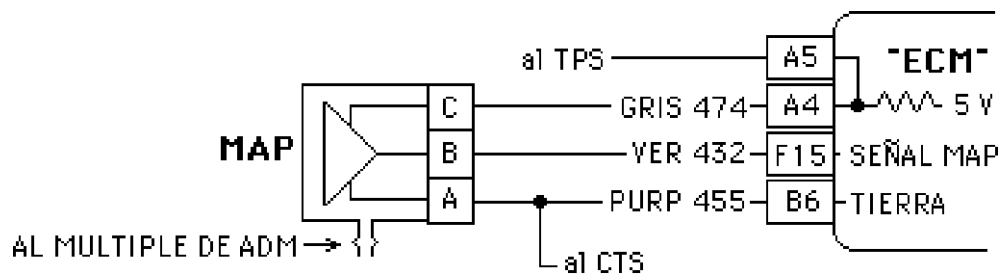 al TPS
A5
"ECM"
C
GRIS 474
A4
5 V
MAP
B
VER 432
F15
SEÑAL MAP
A
PURP 455
B6
TIERRA
AL MULTIPLE DE ADM
al CTS